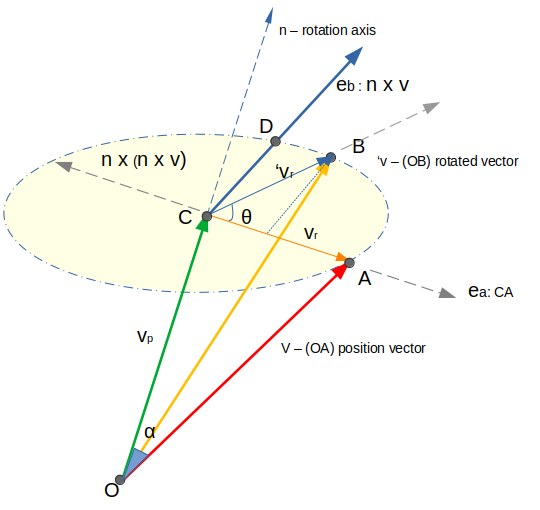 n – rotation axis
eb : n x v
D
B
n x (n x v)
‘vr
‘v – (OB) rotated vector
C
θ
vr
A
ea: CA
vp
V – (OA) position vector
α
O